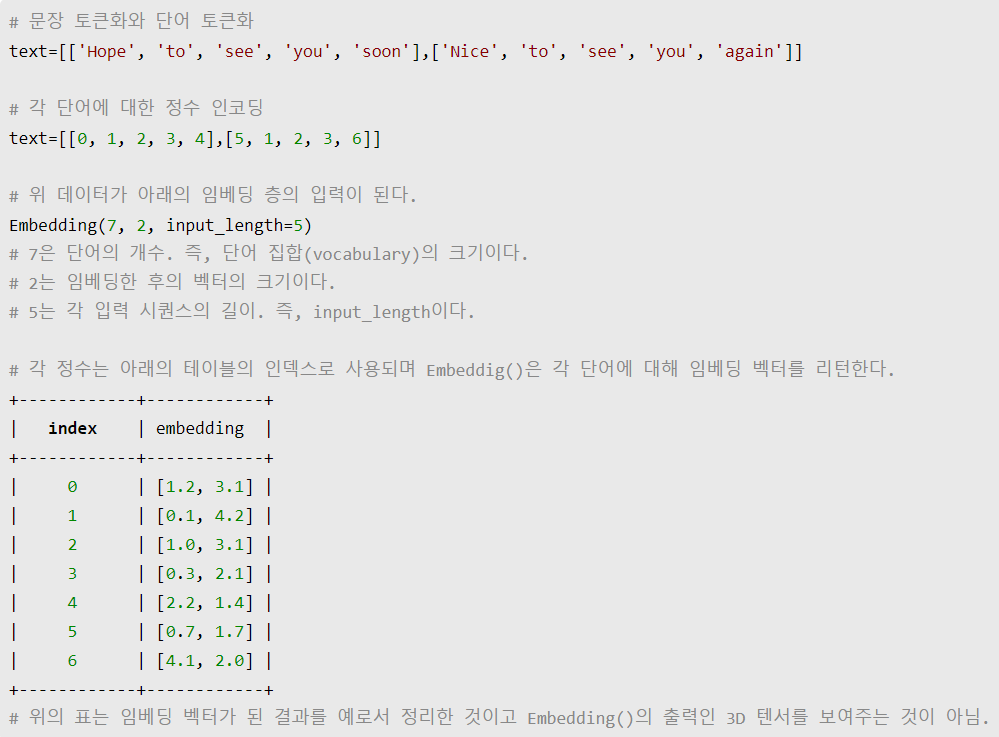 # 문장 토큰화와 단어 토큰화
text=[['Hope', 'to', 'see', 'you', 'soon'],['Nice', 'to', 'see', 'you', 'again']]
# 각 단어에 대한 정수 인코딩
text=[[0, 1, 2, 3, 4],[5, 1, 2, 3, 6]]
# 위 데이터가 아래의 임베딩 층의 입력이 된다.
Embedding(7, 2, input_length=5)
# 7은 단어의 개수. 즉, 단어 집합(vocabulary)의 크기이다.
# 2는 임베딩한 후의 벡터의 크기이다.
# 5는 각 입력 시퀀스의 길이. 즉, input_length이다.
# 각 정수는 아래의 테이블의 인덱스로 사용되며 Embeddig()은 각 단어에 대해 임베딩 벡터를 리턴한다.
+------------+------------+
|   index    | embedding  |
+------------+------------+
|     0      | [1.2, 3.1] |
|     1      | [0.1, 4.2] |
|     2      | [1.0, 3.1] |
|     3      | [0.3, 2.1] |
|     4      | [2.2, 1.4] |
|     5      | [0.7, 1.7] |
|     6      | [4.1, 2.0] |
+------------+------------+
# 위의 표는 임베딩 벡터가 된 결과를 예로서 정리한 것이고 Embedding()의 출력인 3D 텐서를 보여주는 것이 아님.